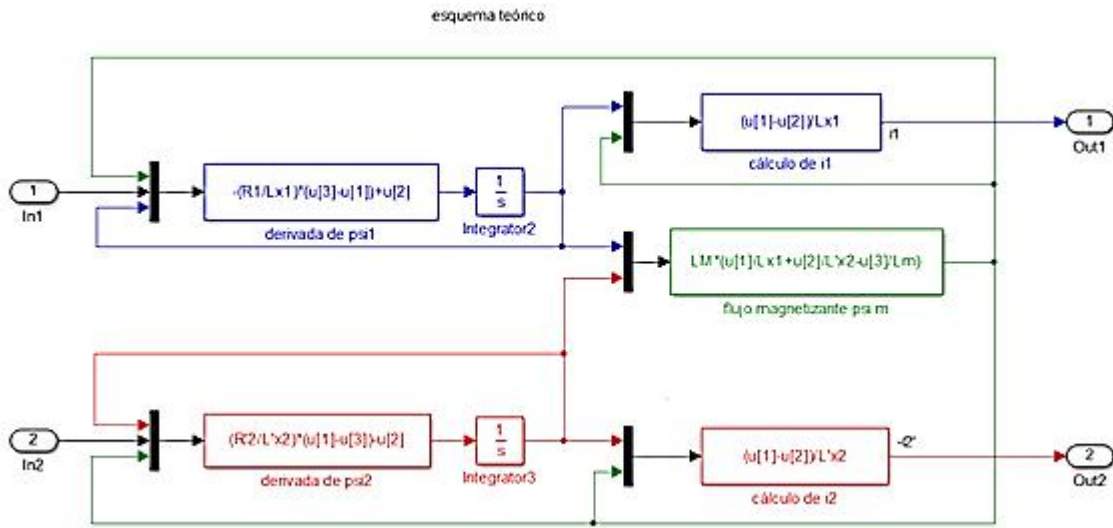 esquema teórico
(u[1]-u[2])/Lx1
i1
1
Out1
cálculo de i1
1
In1
-(R1/Lx1)*(u[3]-u[1])+u[2]
1
s
derivada de psi1
Integrator2
LM*(u[1]/Lx1+u[2]/L'x2-u[3]/Lm)
flujo magnetizante psi m
2
In2
(R'2/L'x2)*(u[1]-u[3])-u[2]
1
s
derivada de psi2
Integrator3
(u[1]-u[2])/L'x2
-i2'
2
Out2
cálculo de i2